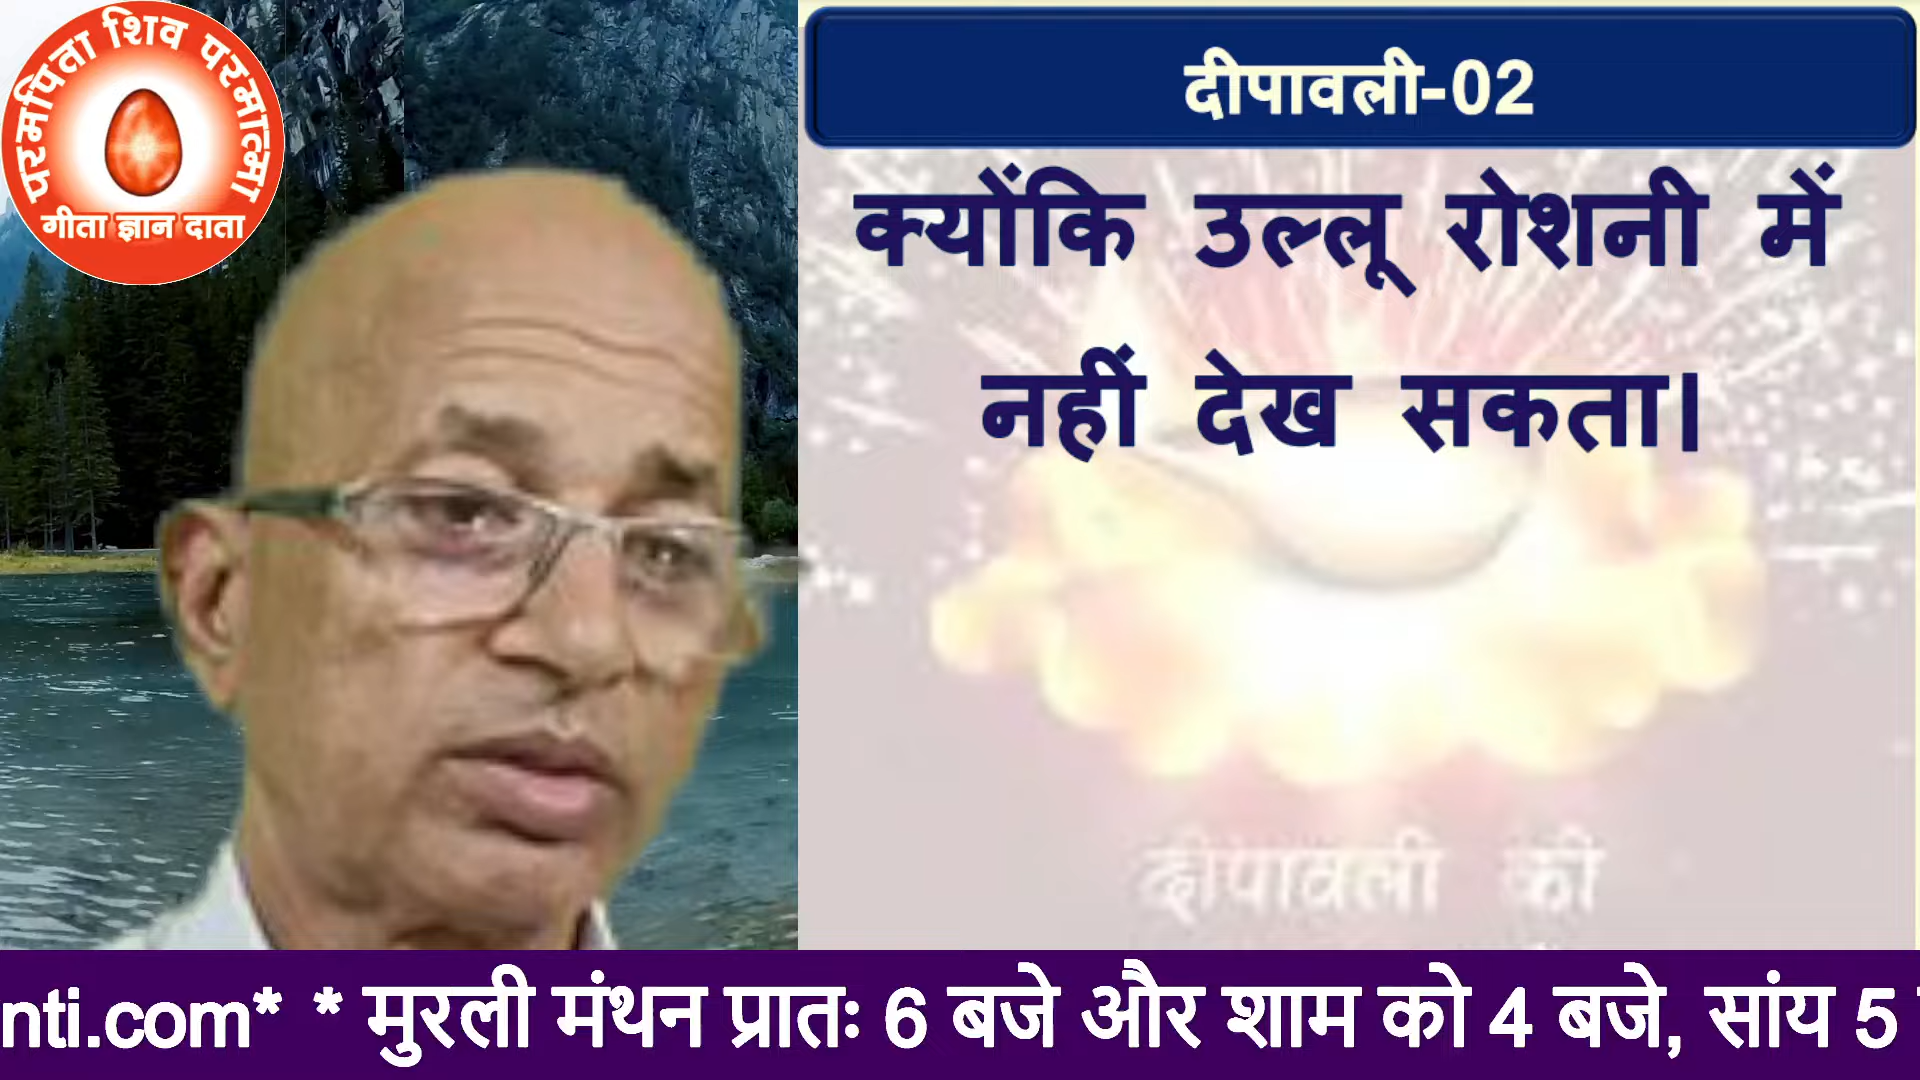 परमपिता शिव परमात्मा
गीता ज्ञान दाता
दीपावली-02
क्योंकि उल्लू रोशनी में
नहीं देख सकता।
दीपावली की
nti.com* * मुरली मंथन प्रातः 6 बजे और शाम को 4 बजे, सांय 5